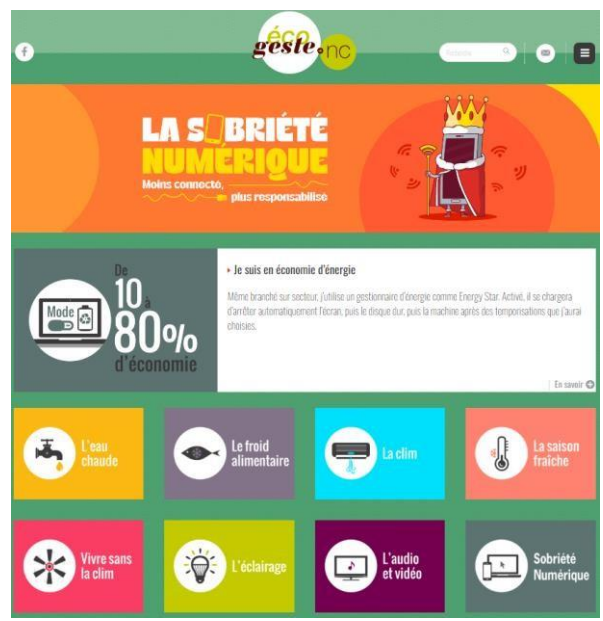 éco
geste.nc
Recherche
LA SOBRIÉTÉ
NUMÉRIQUE
Moins connecté,
plus responsabilisé
De
10 à
80%
d'économie
Mode
Je suis en économie d'énergie
Même branché sur secteur, j'utilise un gestionnaire d'énergie comme Energy Star. Activé, il se chargera
d'arrêter automatiquement l'écran, puis le disque dur, puis la machine après des temporisations que j'aurai
choisies.
En savoir
L'eau
chaude
Le froid
alimentaire
La clim
La saison
fraîche
Vivre sans
la clim
L'éclairage
L'audio
et vidéo
Sobriété
Numérique